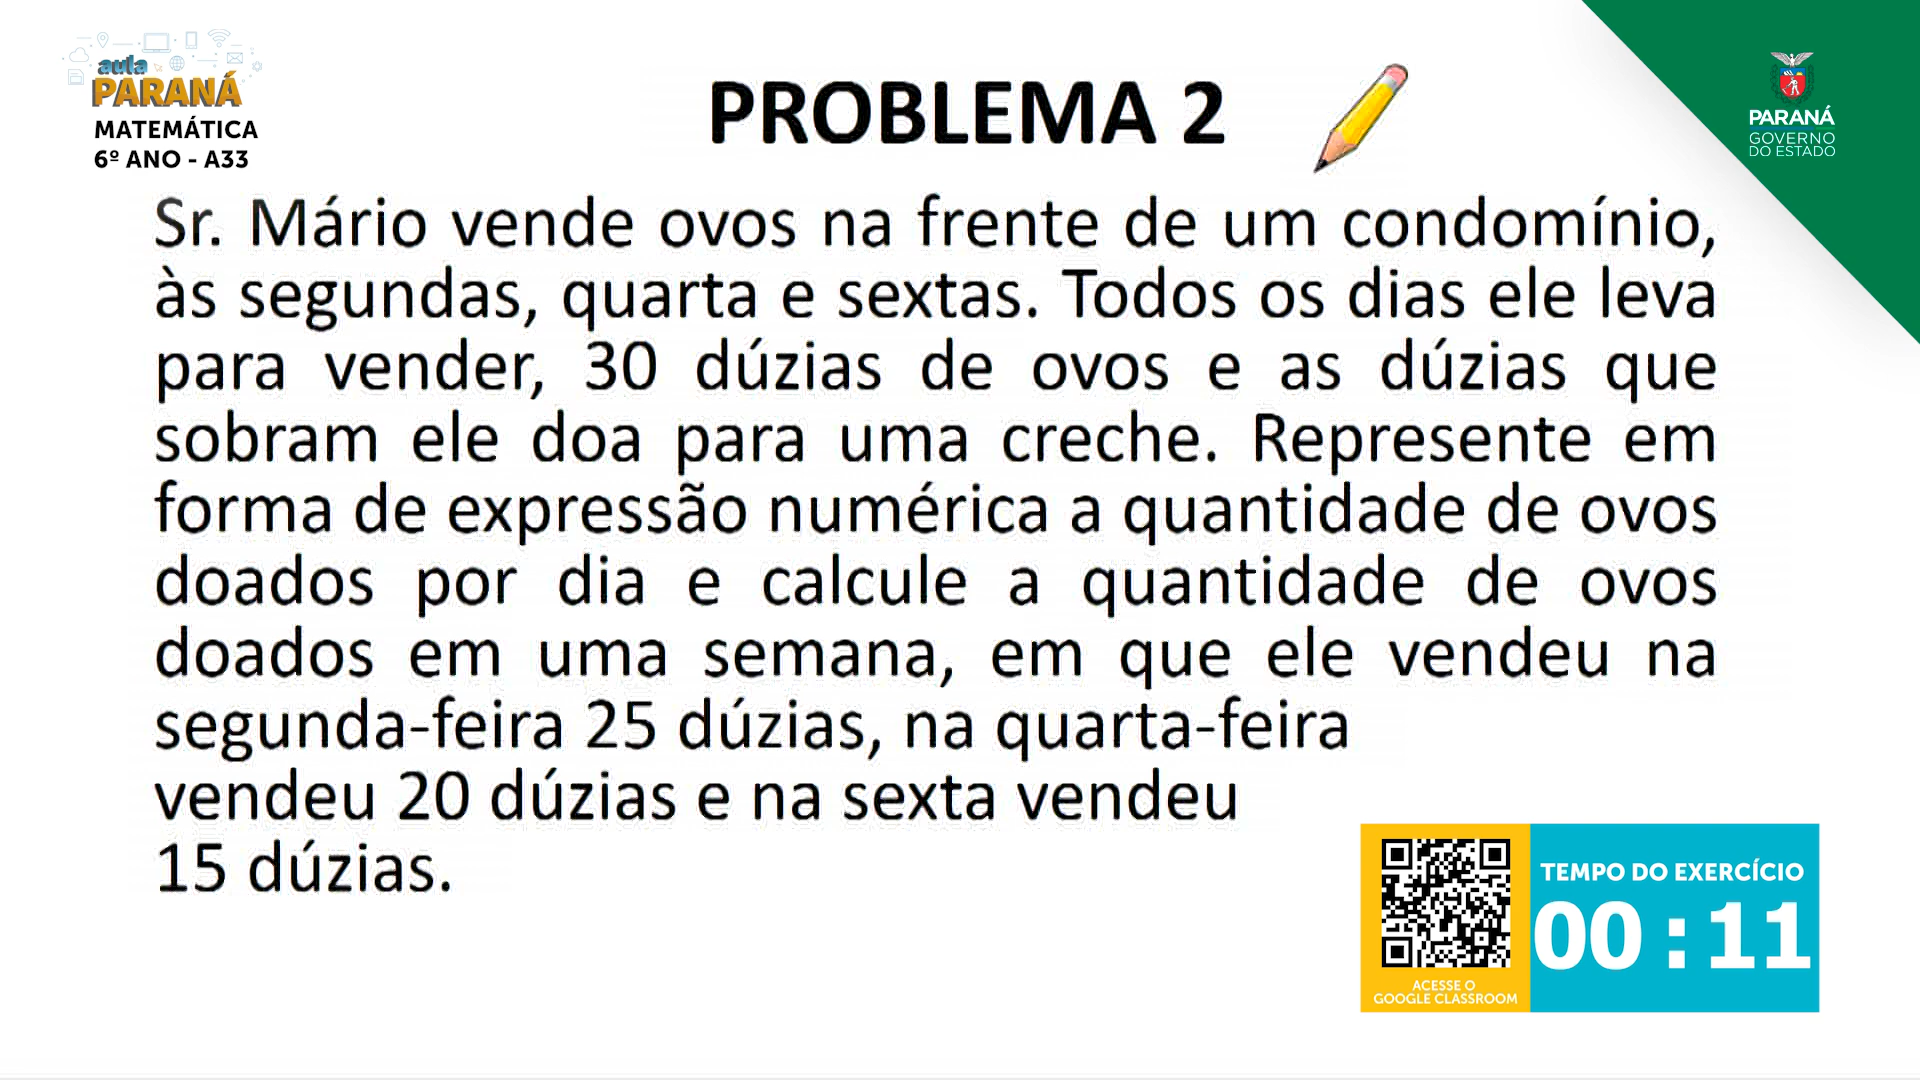 aula
PARANÁ
MATEMÁTICA
6º ANO - A33
PROBLEMA 2
PARANÁ
GOVERNO
DO ESTADO
Sr. Mário vende ovos na frente de um condomínio,
às segundas, quarta e sextas. Todos os dias ele leva
para vender, 30 dúzias de ovos e as dúzias que
sobram ele doa para uma creche. Represente em
forma de expressão numérica a quantidade de ovos
doados por dia e calcule a quantidade de ovos
doados em uma semana, em que ele vendeu na
segunda-feira 25 dúzias, na quarta-feira
vendeu 20 dúzias e na sexta vendeu
15 dúzias.
ACESSE O
GOOGLE CLASSROOM
TEMPO DO EXERCÍCIO
00:11